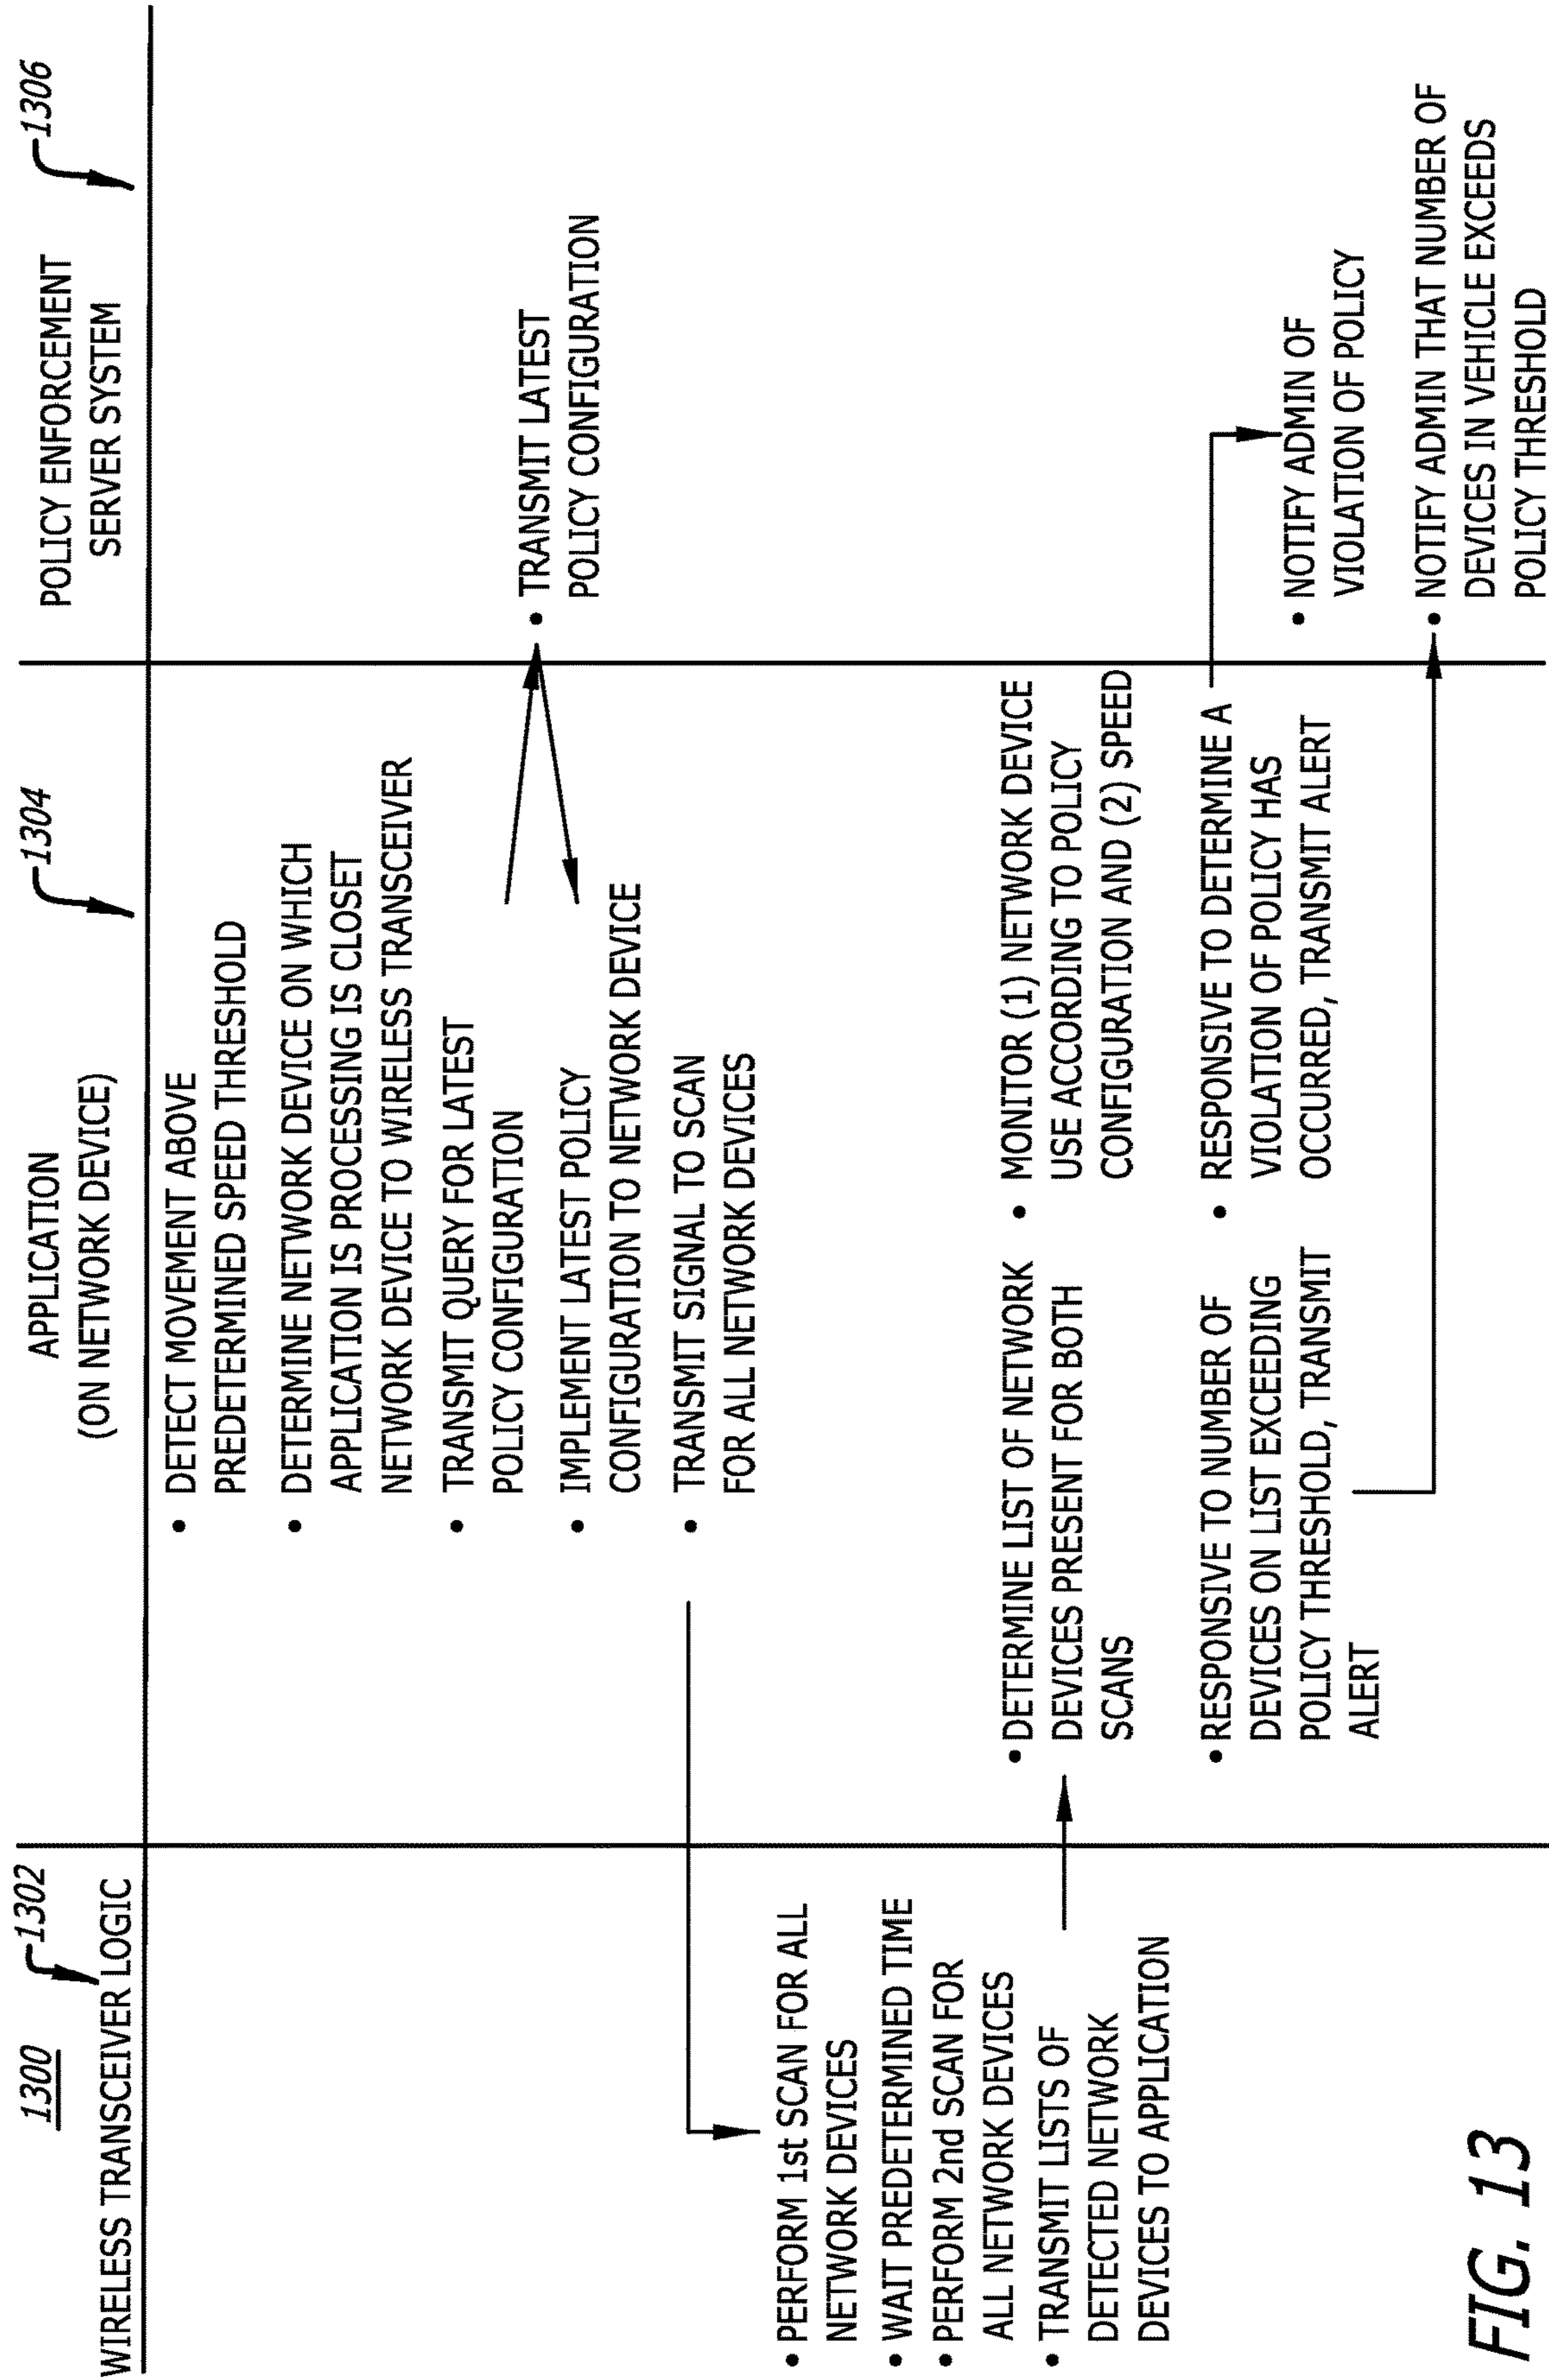 1300
1302
WIRELESS TRANSCEIVER LOGIC
APPLICATION
(ON NETWORK DEVICE)
1304
POLICY ENFORCEMENT
SERVER SYSTEM
1306
• DETECT MOVEMENT ABOVE
PREDETERMINED SPEED THRESHOLD
• DETERMINE NETWORK DEVICE ON WHICH
APPLICATION IS PROCESSING IS CLOSET
NETWORK DEVICE TO WIRELESS TRANSCEIVER
• TRANSMIT QUERY FOR LATEST
POLICY CONFIGURATION
• TRANSMIT LATEST
POLICY CONFIGURATION
• IMPLEMENT LATEST POLICY
CONFIGURATION TO NETWORK DEVICE
• TRANSMIT SIGNAL TO SCAN
FOR ALL NETWORK DEVICES
• PERFORM 1st SCAN FOR ALL
NETWORK DEVICES
• WAIT PREDETERMINED TIME
• PERFORM 2nd SCAN FOR
ALL NETWORK DEVICES
• TRANSMIT LISTS OF
DETECTED NETWORK
DEVICES TO APPLICATION
• DETERMINE LIST OF NETWORK
DEVICES PRESENT FOR BOTH
SCANS
• RESPONSIVE TO NUMBER OF
DEVICES ON LIST EXCEEDING
POLICY THRESHOLD, TRANSMIT
ALERT
• MONITOR (1) NETWORK DEVICE
USE ACCORDING TO POLICY
CONFIGURATION AND (2) SPEED
• RESPONSIVE TO DETERMINE A
VIOLATION OF POLICY HAS
OCCURRED, TRANSMIT ALERT
• NOTIFY ADMIN OF
VIOLATION OF POLICY
• NOTIFY ADMIN THAT NUMBER OF
DEVICES IN VEHICLE EXCEEDS
POLICY THRESHOLD
FIG. 13